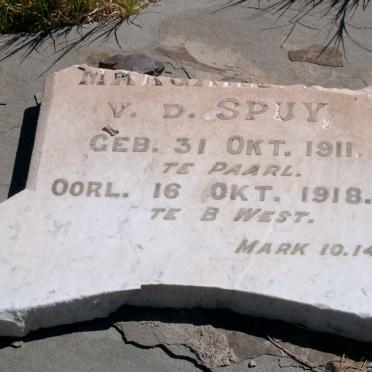 V. D. SPUY
GEB. 31 OKT. 1911.
TE PAARL.
OORL. 16 OKT. 1918.
TE B WEST.
MARK 10.14